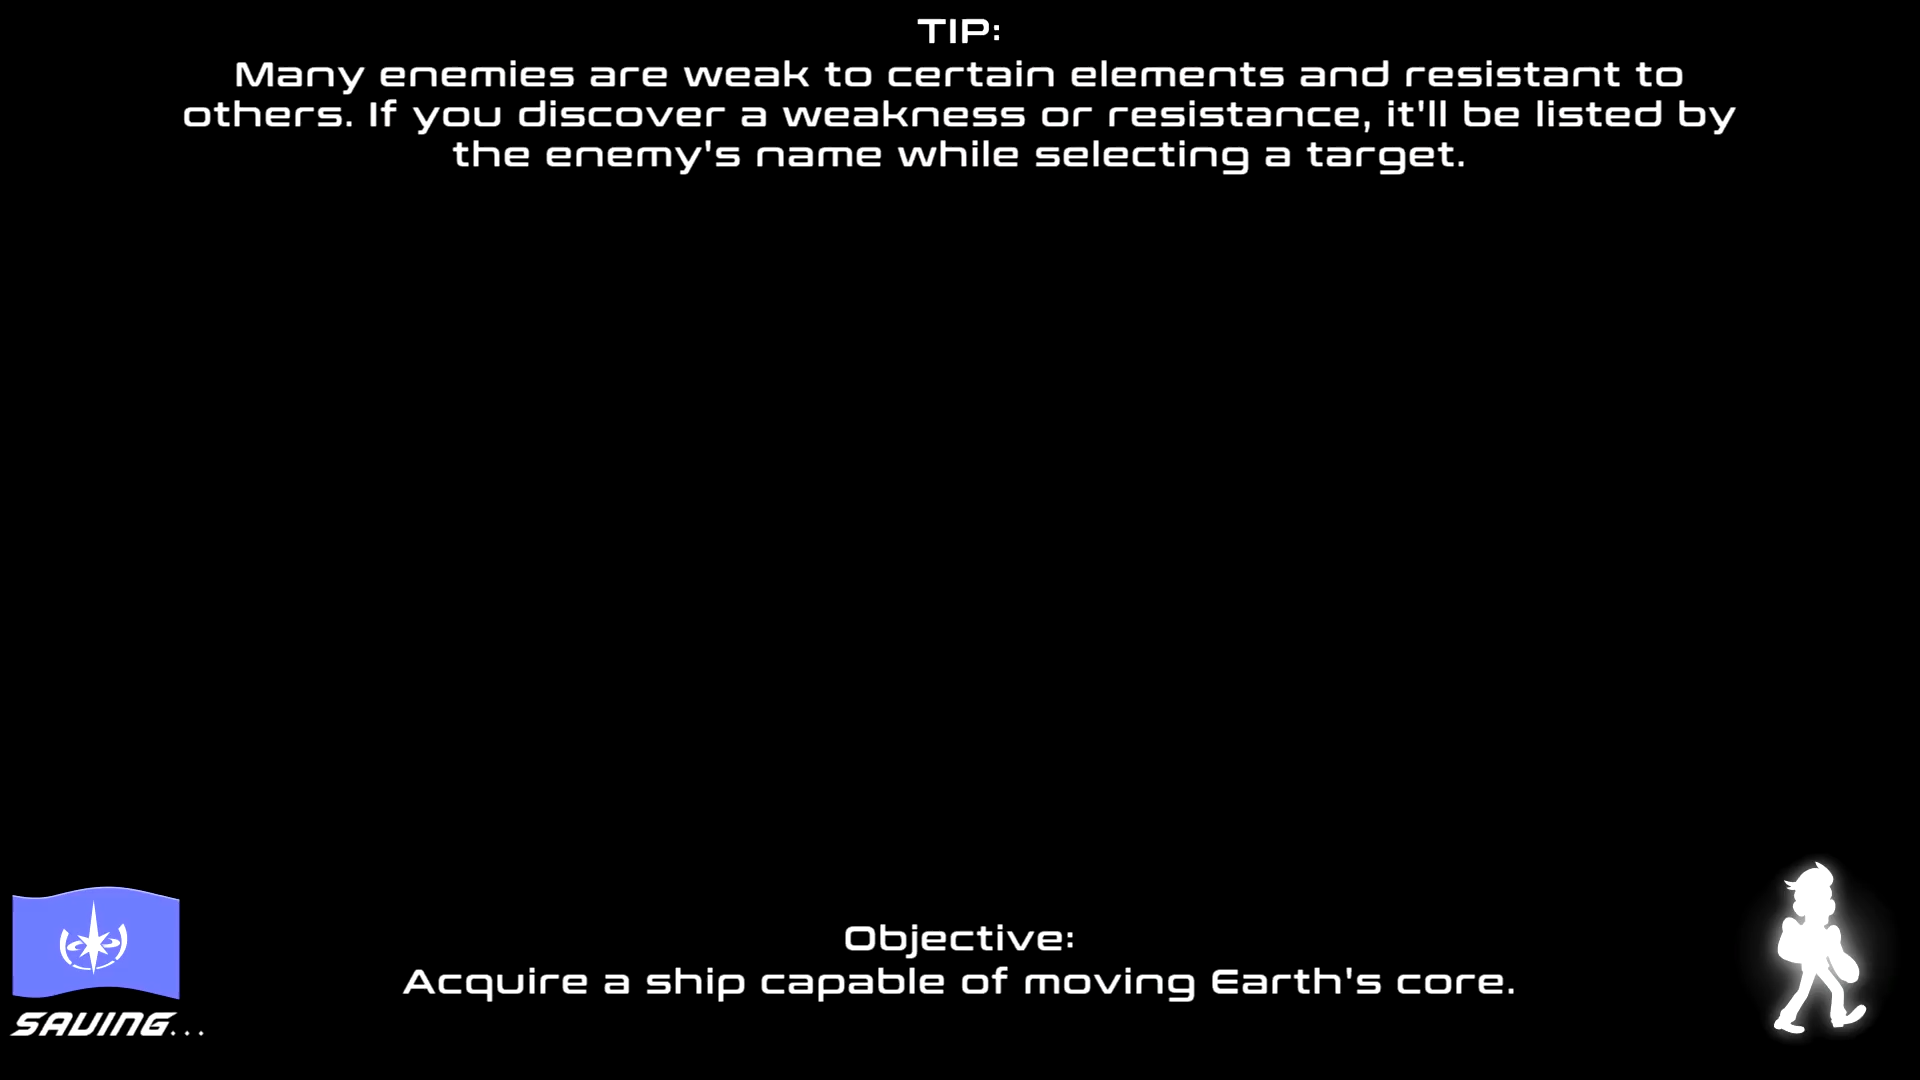 TIP:
Many enemies are weak to certain elements and resistant to
others. If you discover a weakness or resistance, it'll be listed by
the enemy's name while selecting a target.
Objective:
Acquire a ship capable of moving Earth's core.
SAVING...